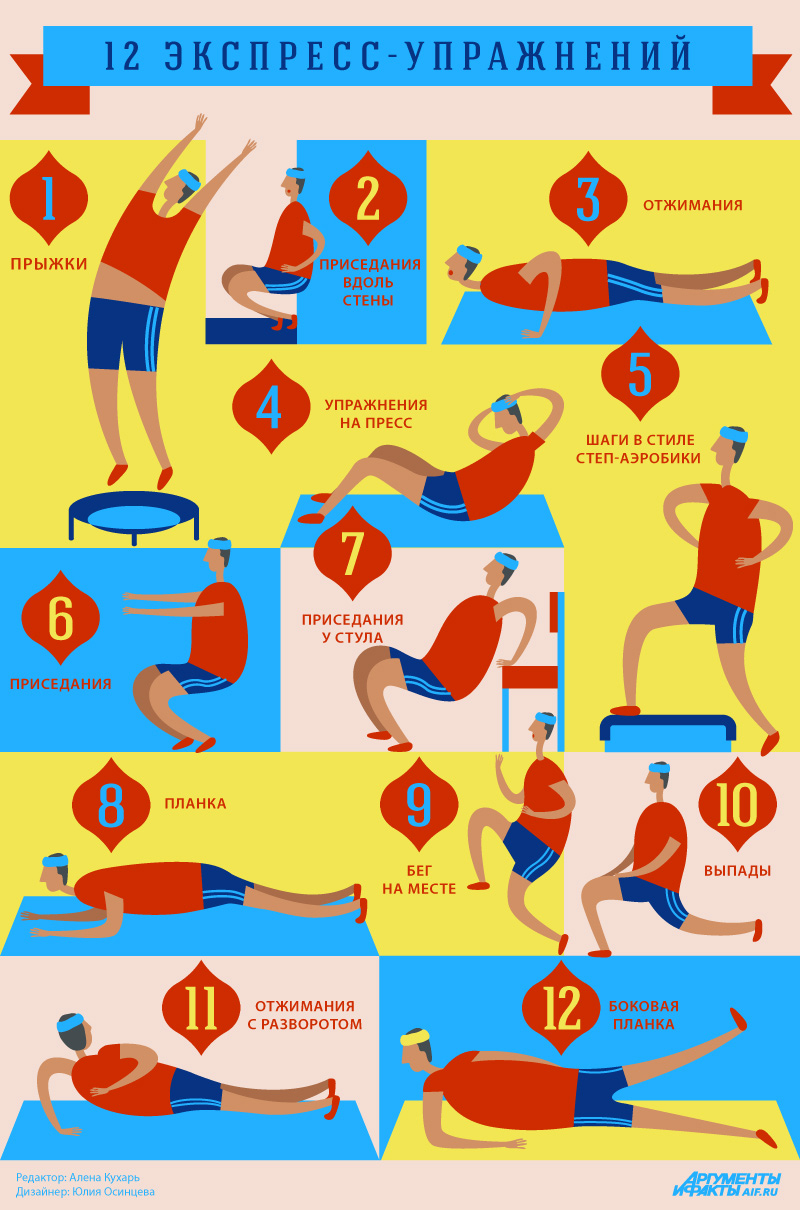 12 ЭКСПРЕСС-УПРАЖНЕНИЙ
1
ПРЫЖКИ
2
ПРИСЕДАНИЯ
ВДОЛЬ
СТЕНЫ
3
ОТЖИМАНИЯ
4
УПРАЖНЕНИЯ
НА ПРЕСС
5
ШАГИ В СТИЛЕ
СТЕП-АЭРОБИКИ
6
ПРИСЕДАНИЯ
7
ПРИСЕДАНИЯ
У СТУЛА
8
ПЛАНКА
9
БЕГ
НА МЕСТЕ
10
ВЫПАДЫ
11
ОТЖИМАНИЯ
С РАЗВОРОТОМ
12
БОКОВАЯ
ПЛАНКА
Редактор: Алена Кухарь
Дизайнер: Юлия Осинцева
АРГУМЕНТЫ
И ФАКТЫ AIF.RU